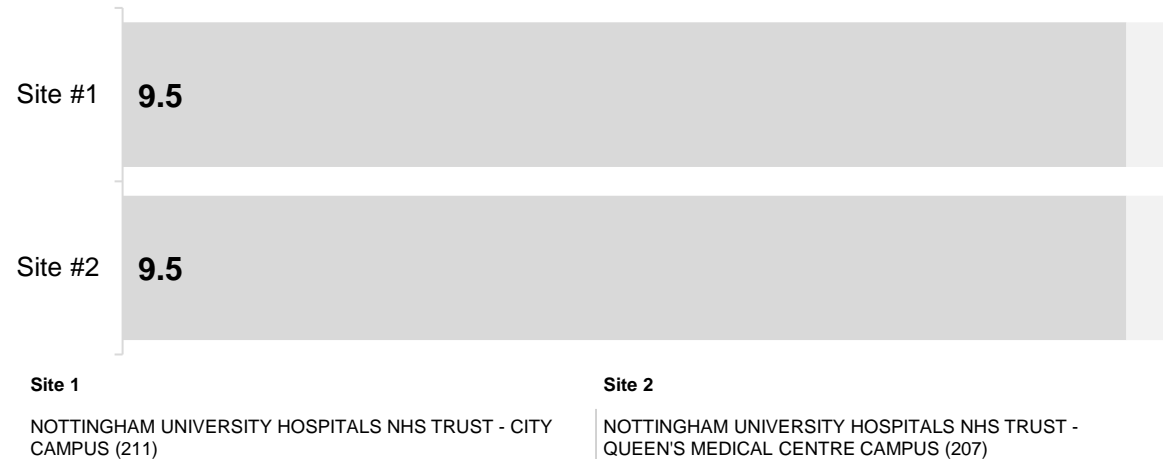 Site #1
9.5
Site #2
9.5
Site 1
NOTTINGHAM UNIVERSITY HOSPITALS NHS TRUST - CITY
CAMPUS (211)
Site 2
NOTTINGHAM UNIVERSITY HOSPITALS NHS TRUST -
QUEEN'S MEDICAL CENTRE CAMPUS (207)